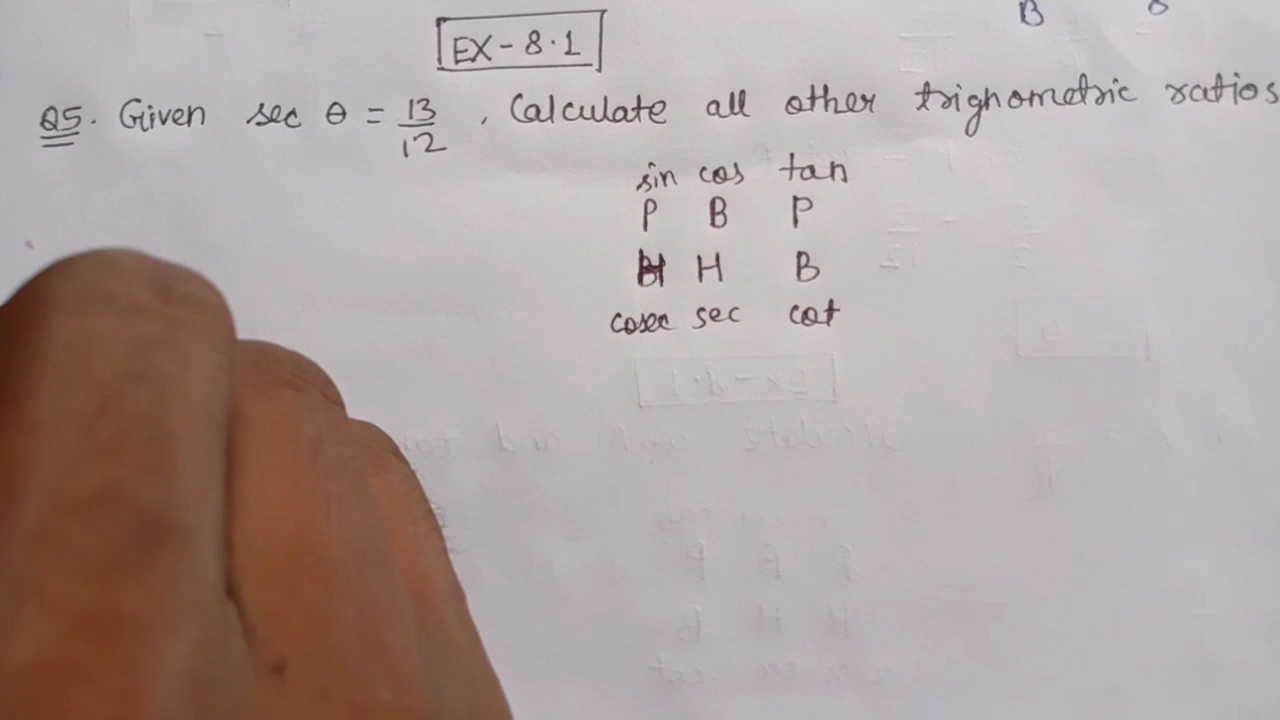 B 8
EX-8.1
Q5. Given sec θ = 13/12, Calculate all other trignometric ratios
sin cos tan
P B P
H H B
cosec sec cot